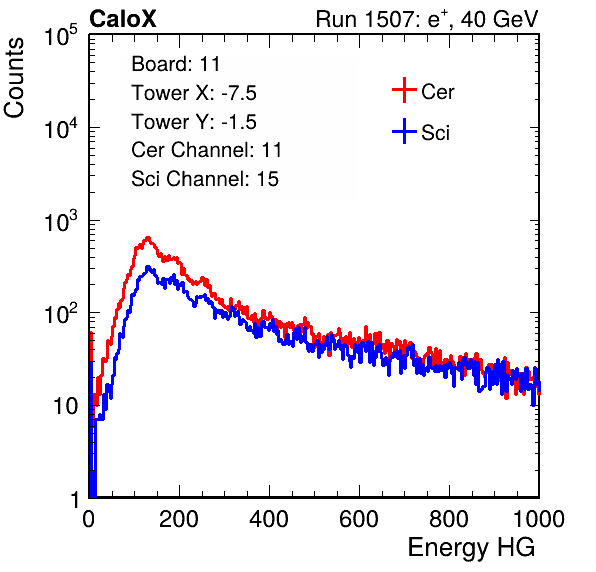 CaloX Run 1507: e⁺, 40 GeV
Counts
Board: 11
Tower X: -7.5
Tower Y: -1.5
Cer Channel: 11
Sci Channel: 15
Cer
Sci
10⁵
10⁴
10³
10²
10
1
0 200 400 600 800 1000
Energy HG